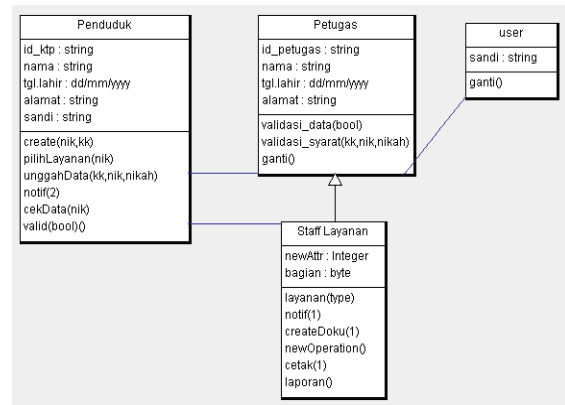 Penduduk
id_ktp : string
nama : string
tgl.lahir : dd/mm/yyyy
alamat : string
sandi : string
create(nik,kk)
pilihLayanan(nik)
unggahData(kk,nik,nikah)
notif(2)
cekData(nik)
valid(bool)()
Petugas
id_petugas : string
nama : string
tgl.lahir : dd/mm/yyyy
alamat : string
validasi_data(bool)
validasi_syarat(kk,nik,nikah)
ganti()
user
sandi : string
ganti()
Staff Layanan
newAttr : Integer
bagian : byte
layanan(type)
notif(1)
createDoku(1)
newOperation()
cetak(1)
laporan()